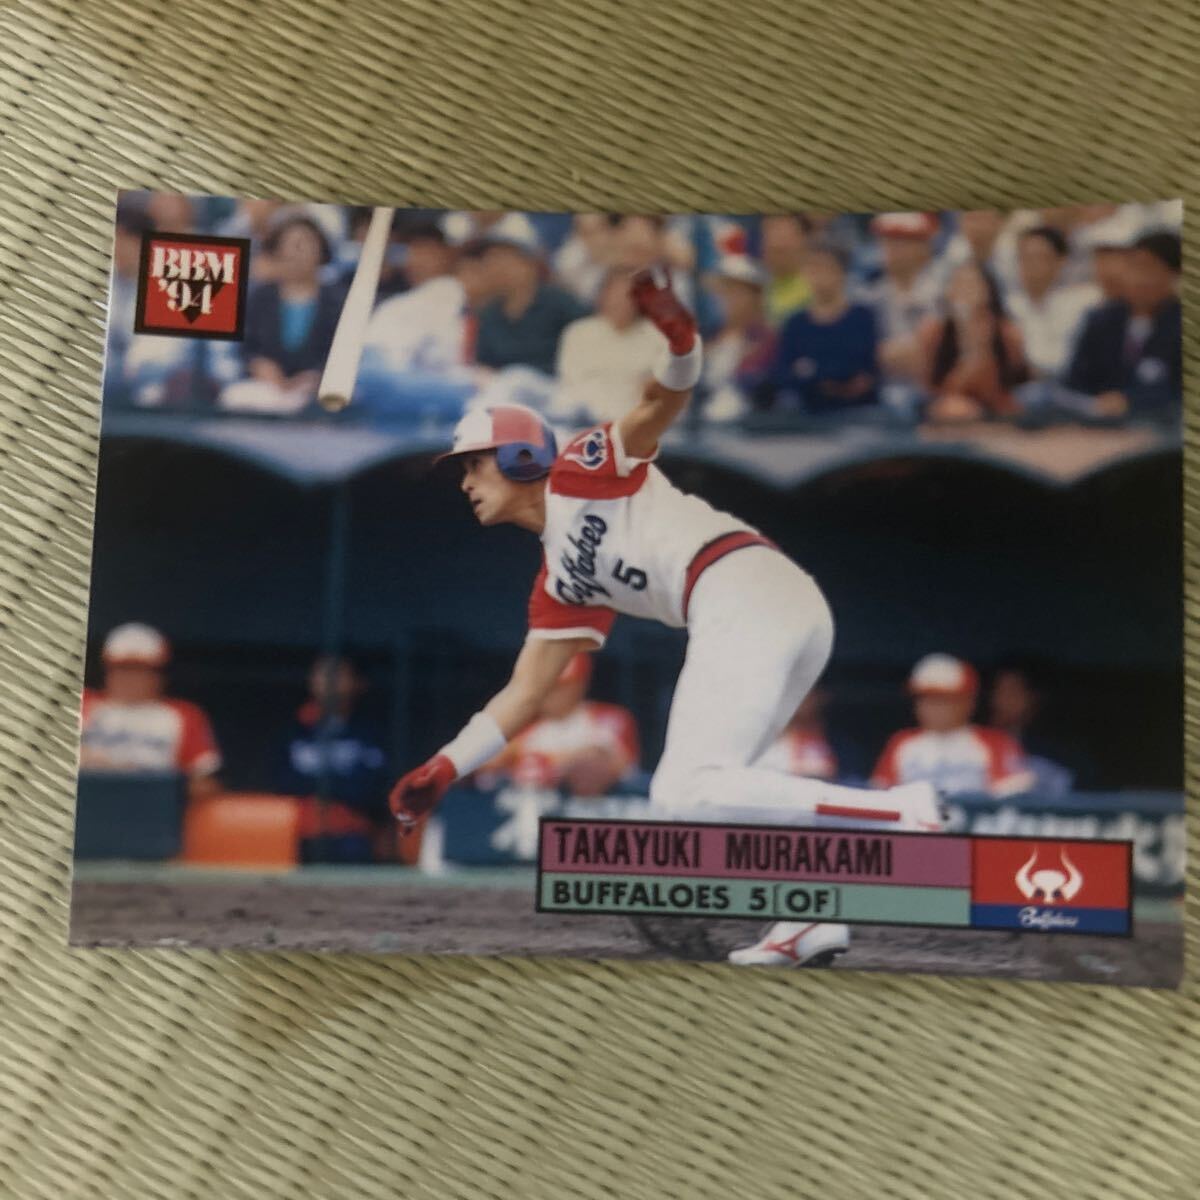 BBM
'94
Buffaloes
5
TAKAYUKI MURAKAMI
BUFFALOES 5[OF]
Buffaloes